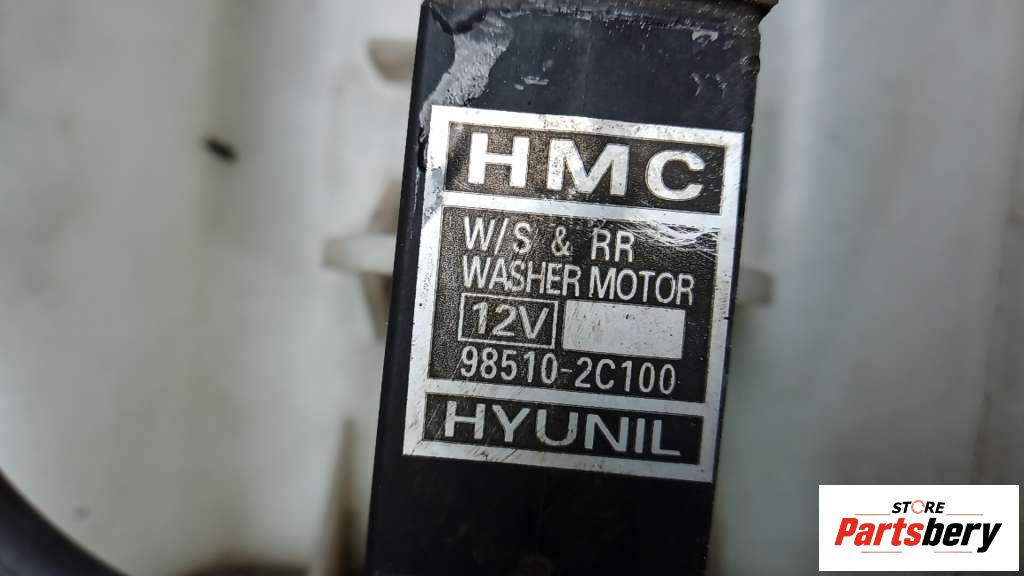 HMC
W/S & RR
WASHER MOTOR
12V
98510-2C100
HYUNIL
STORE
Partsbery